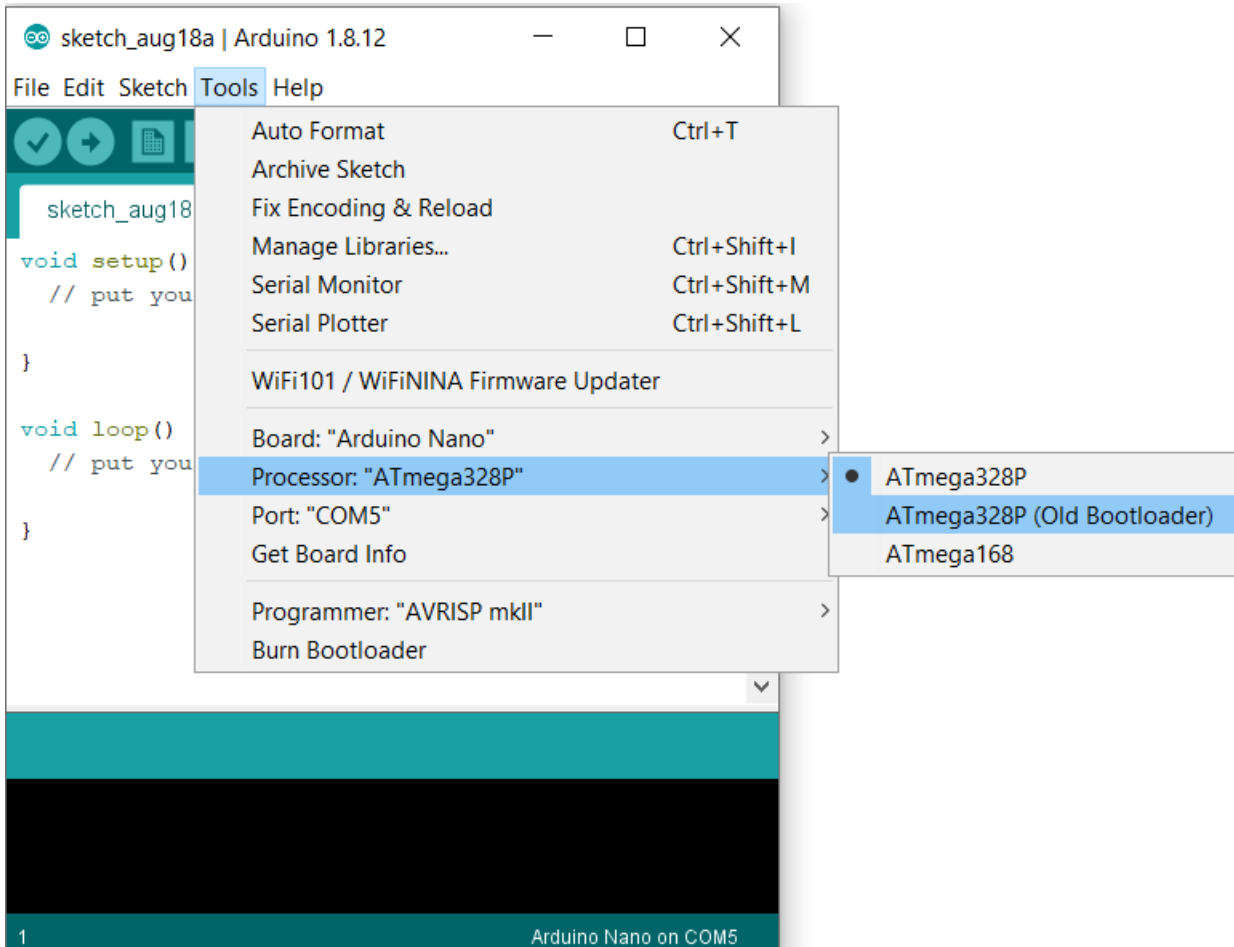 sketch_aug18a | Arduino 1.8.12
File Edit Sketch Tools Help
Auto Format Ctrl+T
Archive Sketch
sketch_aug18 Fix Encoding & Reload
void setup() Manage Libraries... Ctrl+Shift+I
// put you Serial Monitor Ctrl+Shift+M
Serial Plotter Ctrl+Shift+L
}
WiFi101 / WiFiNINA Firmware Updater
void loop() Board: "Arduino Nano"
// put you Processor: "ATmega328P" ATmega328P
} Port: "COM5" ATmega328P (Old Bootloader)
Get Board Info ATmega168
Programmer: "AVRISP mkII"
Burn Bootloader
1 Arduino Nano on COM5